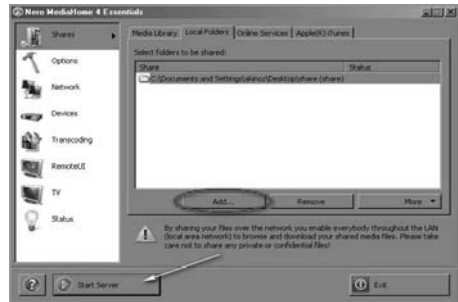 Nero MediaHome 4 Essentials
Shares
Options
Network
Devices
Transcoding
RemoteUI
TV
Status
Media Library
Local Folders
Online Services
Apple(R) iTunes
Select folders to be shared:
Share
Status
C:\Documents and Settings\akinoz\Desktop\share (share)
Add...
Remove
More
By sharing your files over the network you enable everybody throughout the LAN
(local area network) to browse and download your shared media files. Please take
care not to share any private or confidential files!
?
Start Server
Exit